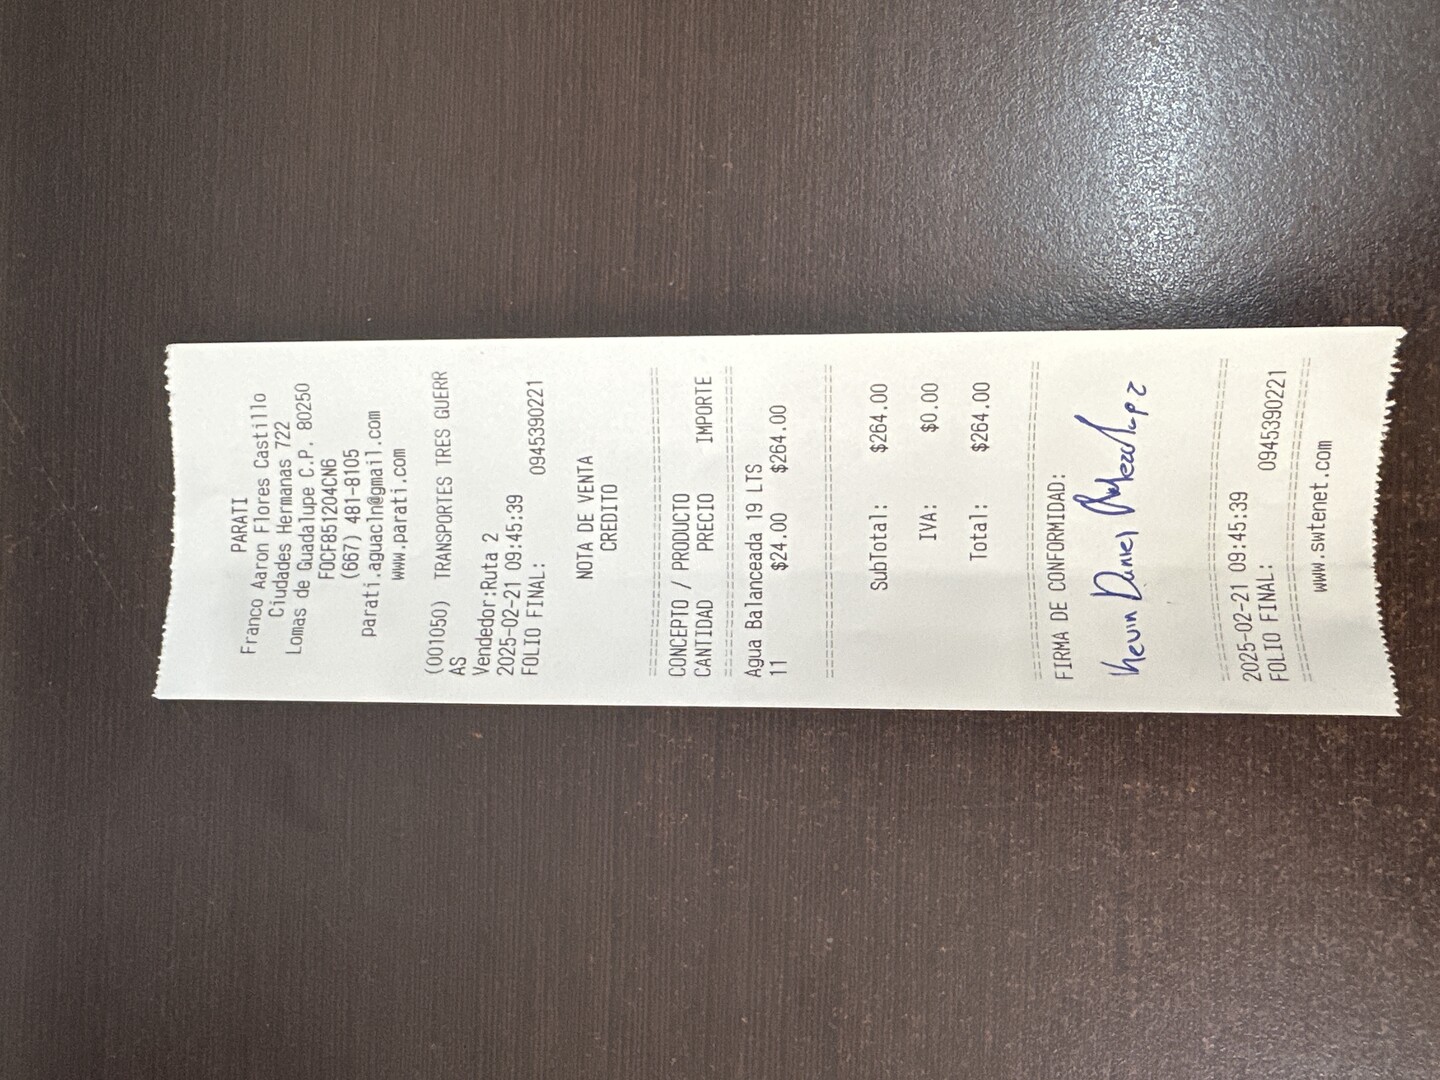 PARATI
Franco Aaron Flores Castillo
Ciudades Hermanas 722
Lomas de Guadalupe C.P. 80250
FOCF851204CN6
(667) 481-8105
parati.aguacln@gmail.com
www.parati.com
(001050) TRANSPORTES TRES GUERR
AS
Vendedor:Ruta 2
2025-02-21 09:45:39
FOLIO FINAL: 0945390221
NOTA DE VENTA
CREDITO
CONCEPTO / PRODUCTO
CANTIDAD PRECIO IMPORTE
Agua Balanceada 19 LTS
11 $24.00 $264.00
SubTotal: $264.00
IVA: $0.00
Total: $264.00
FIRMA DE CONFORMIDAD:
Kevin Daniel
2025-02-21 09:45:39
FOLIO FINAL: 0945390221
www.swtenet.com